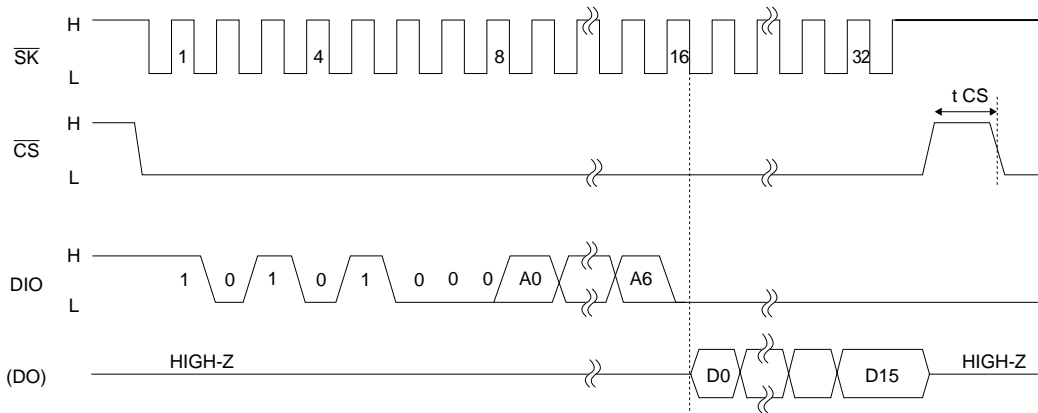 H
SK
L
1 4 8 16 32
t CS
H
CS
L
H
DIO
L
1 0 1 0 1 0 0 0 A0 A6
HIGH-Z
(DO)
D0 D15
HIGH-Z